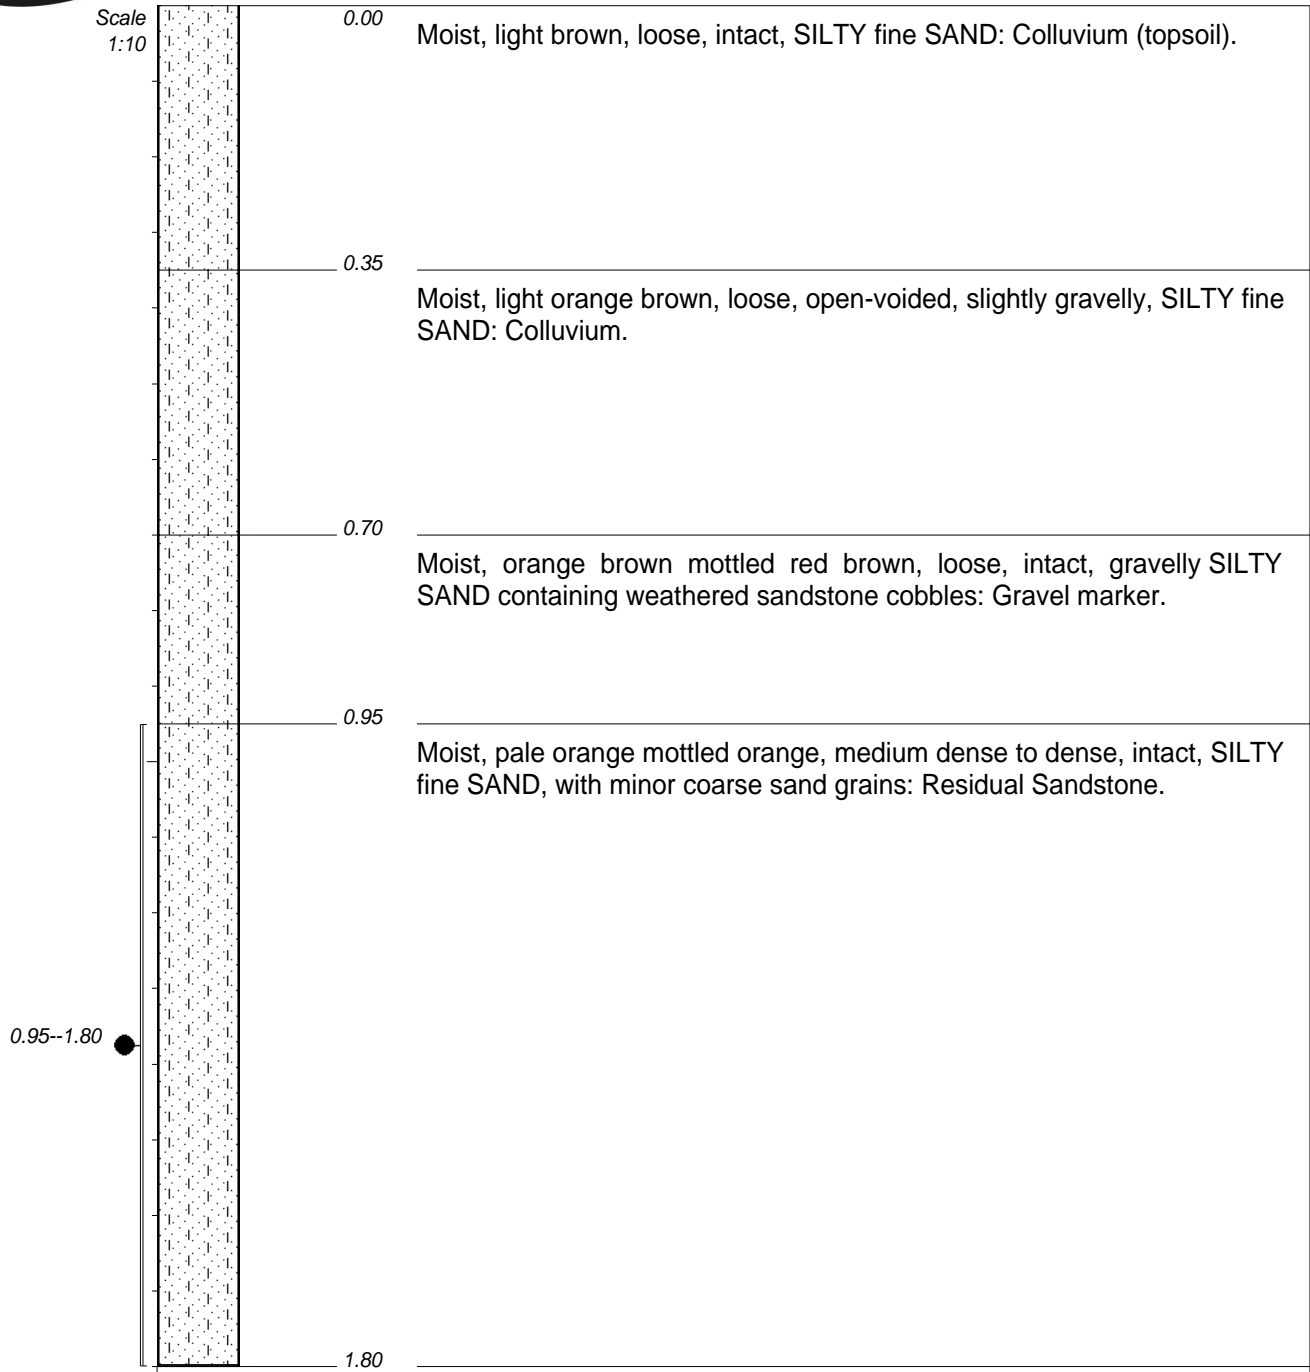 Scale
1:10
0.00
Moist, light brown, loose, intact, SILTY fine SAND: Colluvium (topsoil).
0.35
Moist, light orange brown, loose, open-voided, slightly gravelly, SILTY fine
SAND: Colluvium.
0.70
Moist, orange brown mottled red brown, loose, intact, gravelly SILTY
SAND containing weathered sandstone cobbles: Gravel marker.
0.95
Moist, pale orange mottled orange, medium dense to dense, intact, SILTY
fine SAND, with minor coarse sand grains: Residual Sandstone.
0.95--1.80
1.80